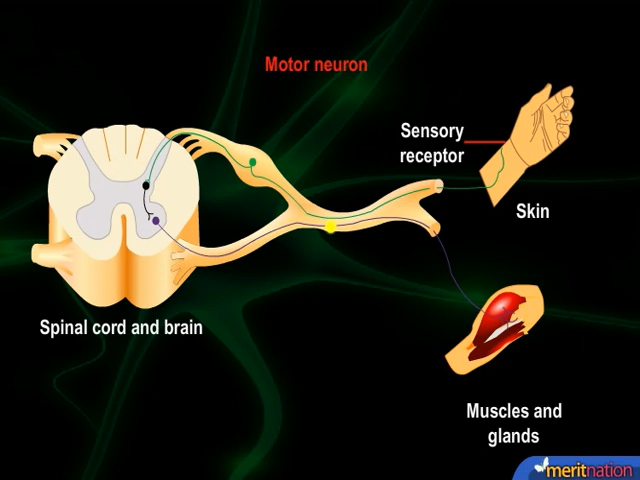 Motor neuron
Sensory
receptor
Skin
Spinal cord and brain
Muscles and
glands
meritnation